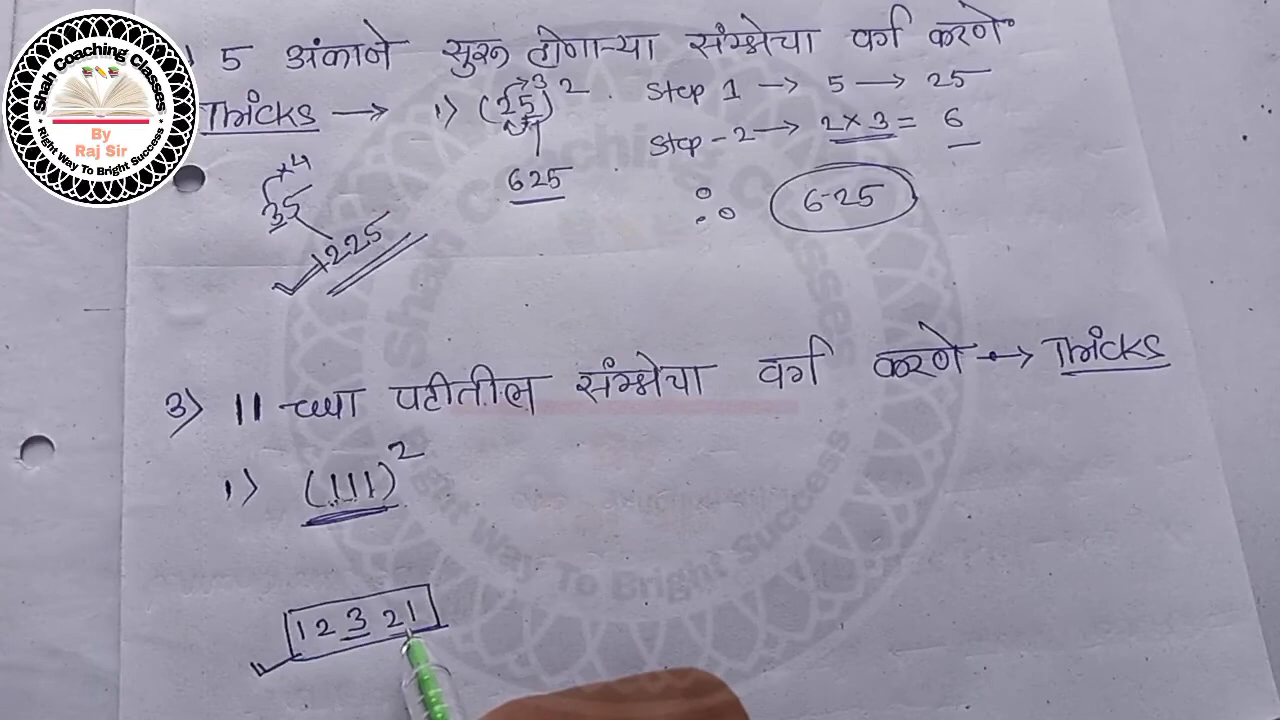 Shah Coaching Classes
By
Raj Sir
Right Way To Bright Success
) 5 अंकाने सुरू होणाऱ्या संख्येचा वर्ग करणे
Tricks → 1) (25)² Step 1 → 5 → 25
→3
Step - 2 → 2 × 3 = 6
625
∴ 625
×4
35
1225
3) 11 च्या पटीतील संख्येचा वर्ग करणे → Tricks
1) (111)²
12321